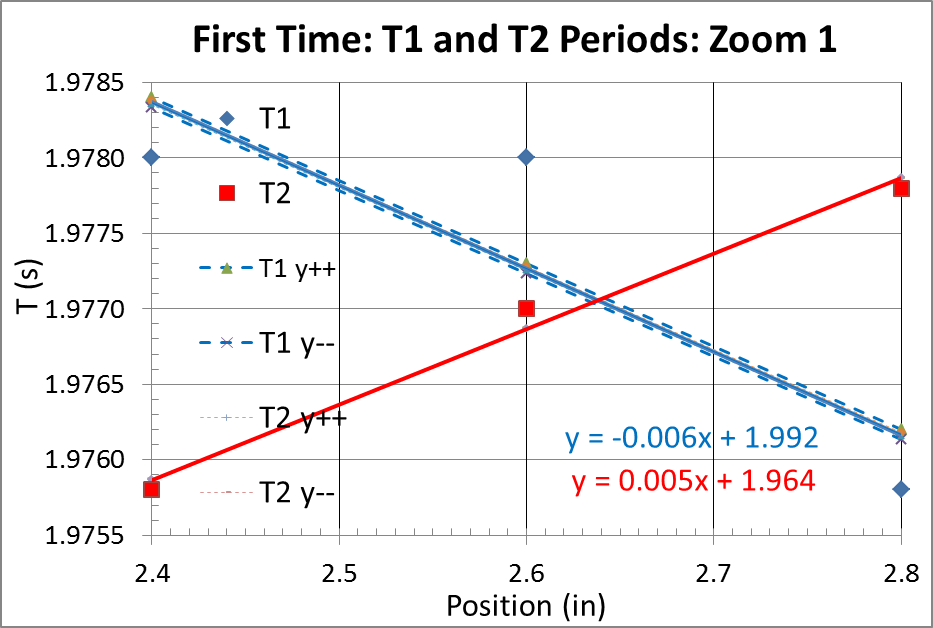 First Time: T1 and T2 Periods: Zoom 1
1.9785
1.9780
1.9775
1.9770
1.9765
1.9760
1.9755
T (s)
T1
T2
T1 y++
T1 y--
T2 y++
T2 y--
y = -0.006x + 1.992
y = 0.005x + 1.964
2.4 2.5 2.6 2.7 2.8
Position (in)